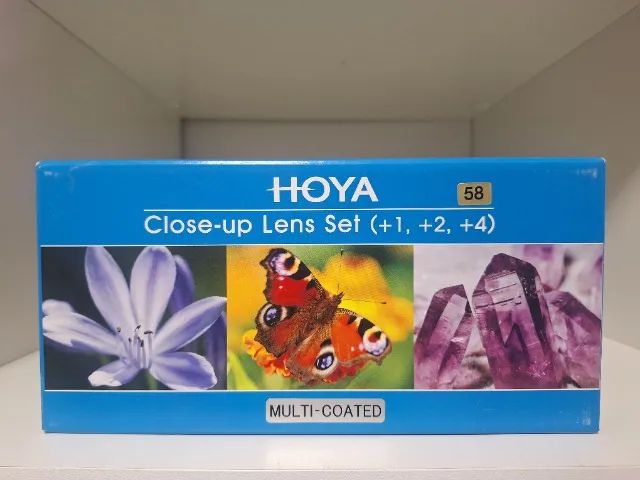 HOYA
58
Close-up Lens Set (+1, +2, +4)
MULTI-COATED